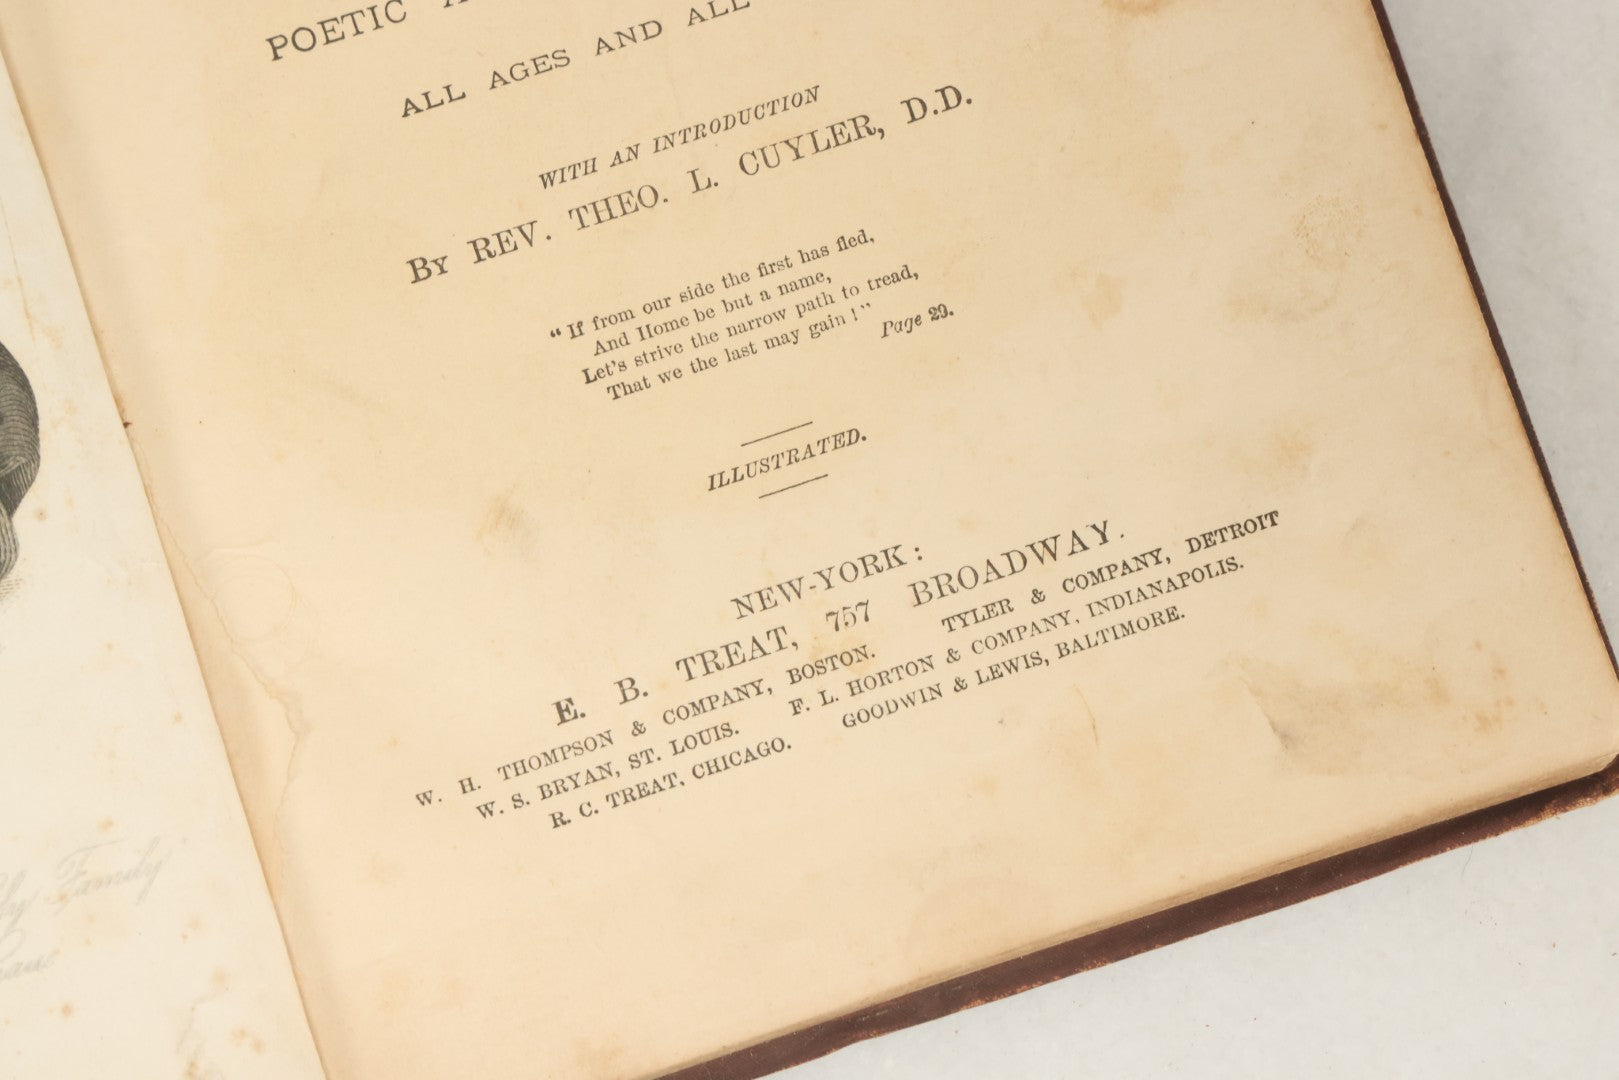 POETIC
ALL AGES AND ALL
WITH AN INTRODUCTION
By REV. THEO. L. CUYLER, D.D.
"If from our side the first has fled,
And Home be but a name,
Let's strive the narrow path to tread,
That we the last may gain!"
Page 29.
ILLUSTRATED.
NEW-YORK:
E. B. TREAT, 757 BROADWAY.
W. H. THOMPSON & COMPANY, BOSTON. TYLER & COMPANY, DETROIT
W. S. BRYAN, ST. LOUIS. F. L. HORTON & COMPANY, INDIANAPOLIS.
R. C. TREAT, CHICAGO. GOODWIN & LEWIS, BALTIMORE.
Family